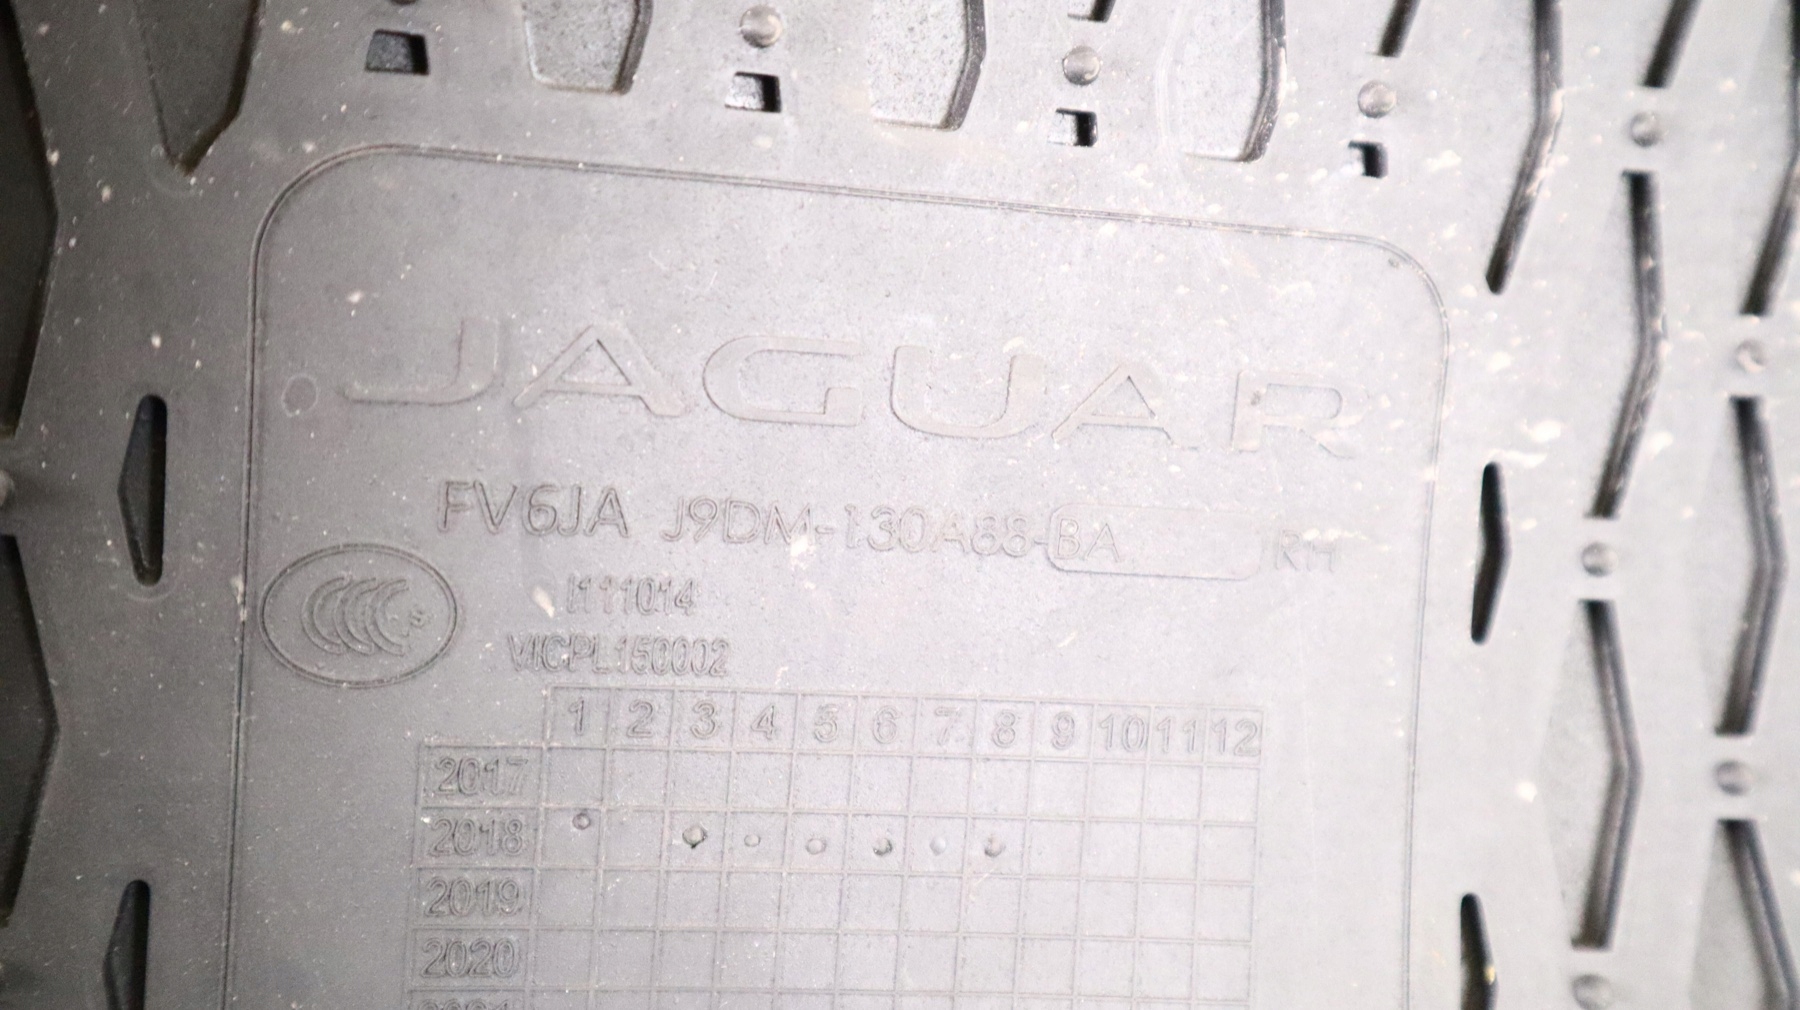 JAGUAR
FV6JA J9DM-130A88-BA RH
CCC S
I111014
VICPL150002
1 2 3 4 5 6 7 8 9 10 11 12
2017
2018
2019
2020